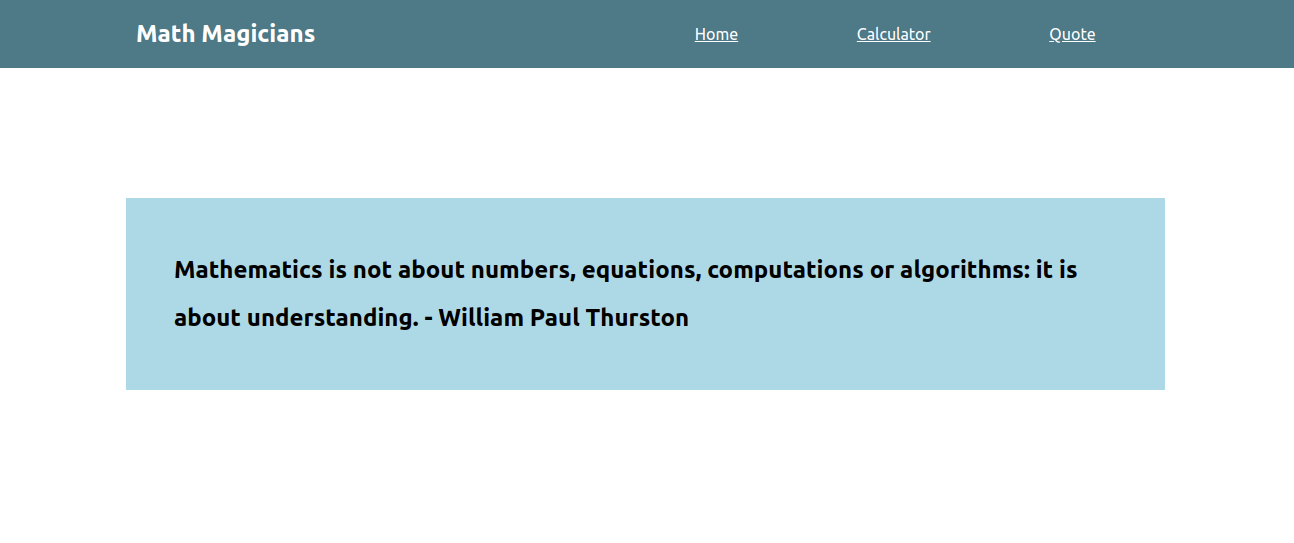 Math Magicians
Home Calculator Quote
Mathematics is not about numbers, equations, computations or algorithms: it is
about understanding. - William Paul Thurston